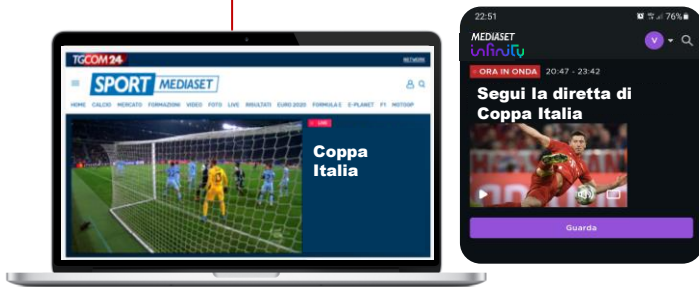 TGCOM 24
NETWORK
SPORT MEDIASET
HOME CALCIO MERCATO FORMAZIONI VIDEO FOTO LIVE RISULTATI EURO 2020 FORMULA E E-PLANET F1 MOTOGP
LIVE
Coppa
Italia
22:51
76%
MEDIASET
infinity
V
ORA IN ONDA 20:47 - 23:42
Segui la diretta di
Coppa Italia
Guarda